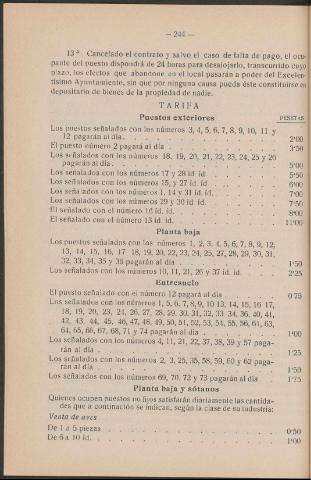 — 244 —
13.ª Cancelado el contrato y salvo el caso de falta de pago, el ocu-
pante del puesto dispondrá de 24 horas para desalojarlo, transcurrido cuyo
plazo, los efectos que abandone en el local pasarán a poder del Excelen-
tísimo Ayuntamiento, sin que por ninguna causa pueda éste constituirse en
depositario de bienes de la propiedad de nadie.
TARIFA
Puestos exteriores PESETAS
Los puestos señalados con los números 3, 4, 5, 6, 7, 8, 9, 10, 11 y
12 pagarán al día. 2'00
El puesto número 2 pagará al día 3'50
Los señalados con los números 18, 19, 20, 21, 22, 23, 24, 25 y 26
pagarán al día. 5'00
Los señalados con los números 17 y 28 id. id. 5'50
Los señalados con los números 15, y 27 id. id. 6'00
Los señalados con los números 1, 14 y 31 id. id. 7'00
Los señalados con los números 29 y 30 id. id. 7'50
El señalado con el número 16 id. id. 8'00
El señalado con el número 13 id. id. 11'00
Planta baja
Los puestos señalados con los números 1, 2, 3, 4, 5, 6, 7, 8, 9, 12,
13, 14, 15, 16, 17, 18, 19, 20, 22, 23, 24, 25, 27, 28, 29, 30, 31,
32, 33, 34, 35 y 36 pagarán al día 1'50
Los señalados con los números 10, 11, 21, 26 y 37 id. id. 2'25
Entresuelo
El puesto señalado con el número 12 pagará al día 0'75
Los señalados con los números 1, 5, 6, 7, 8, 9, 10, 13, 14, 15, 16, 17,
18, 19, 20, 23, 24, 26, 27, 28, 29, 30, 31, 32, 33, 34, 36, 40, 41,
42, 43, 44, 45, 46, 47, 48, 49, 50, 51, 52, 53, 54, 55, 56, 61, 63,
64, 65, 66, 67, 68, 71 y 74 pagarán al día 1'00
Los señalados con los números 4, 11, 21, 22, 37, 38, 39 y 57 paga-
rán al día 1'25
Los señalados con los números 2, 3, 25, 35, 58, 59, 60 y 62 paga-
rán al día 1'50
Los señalados con los números 69, 70, 72 y 73 pagarán al día 1'75
Planta baja y sótanos
Quienes ocupen puestos no fijos satisfarán diariamente las cantida-
des que a continación se indican, según la clase de su industria:
Venta de aves
De 1 a 5 piezas 0'50
De 6 a 10 id. 1'00